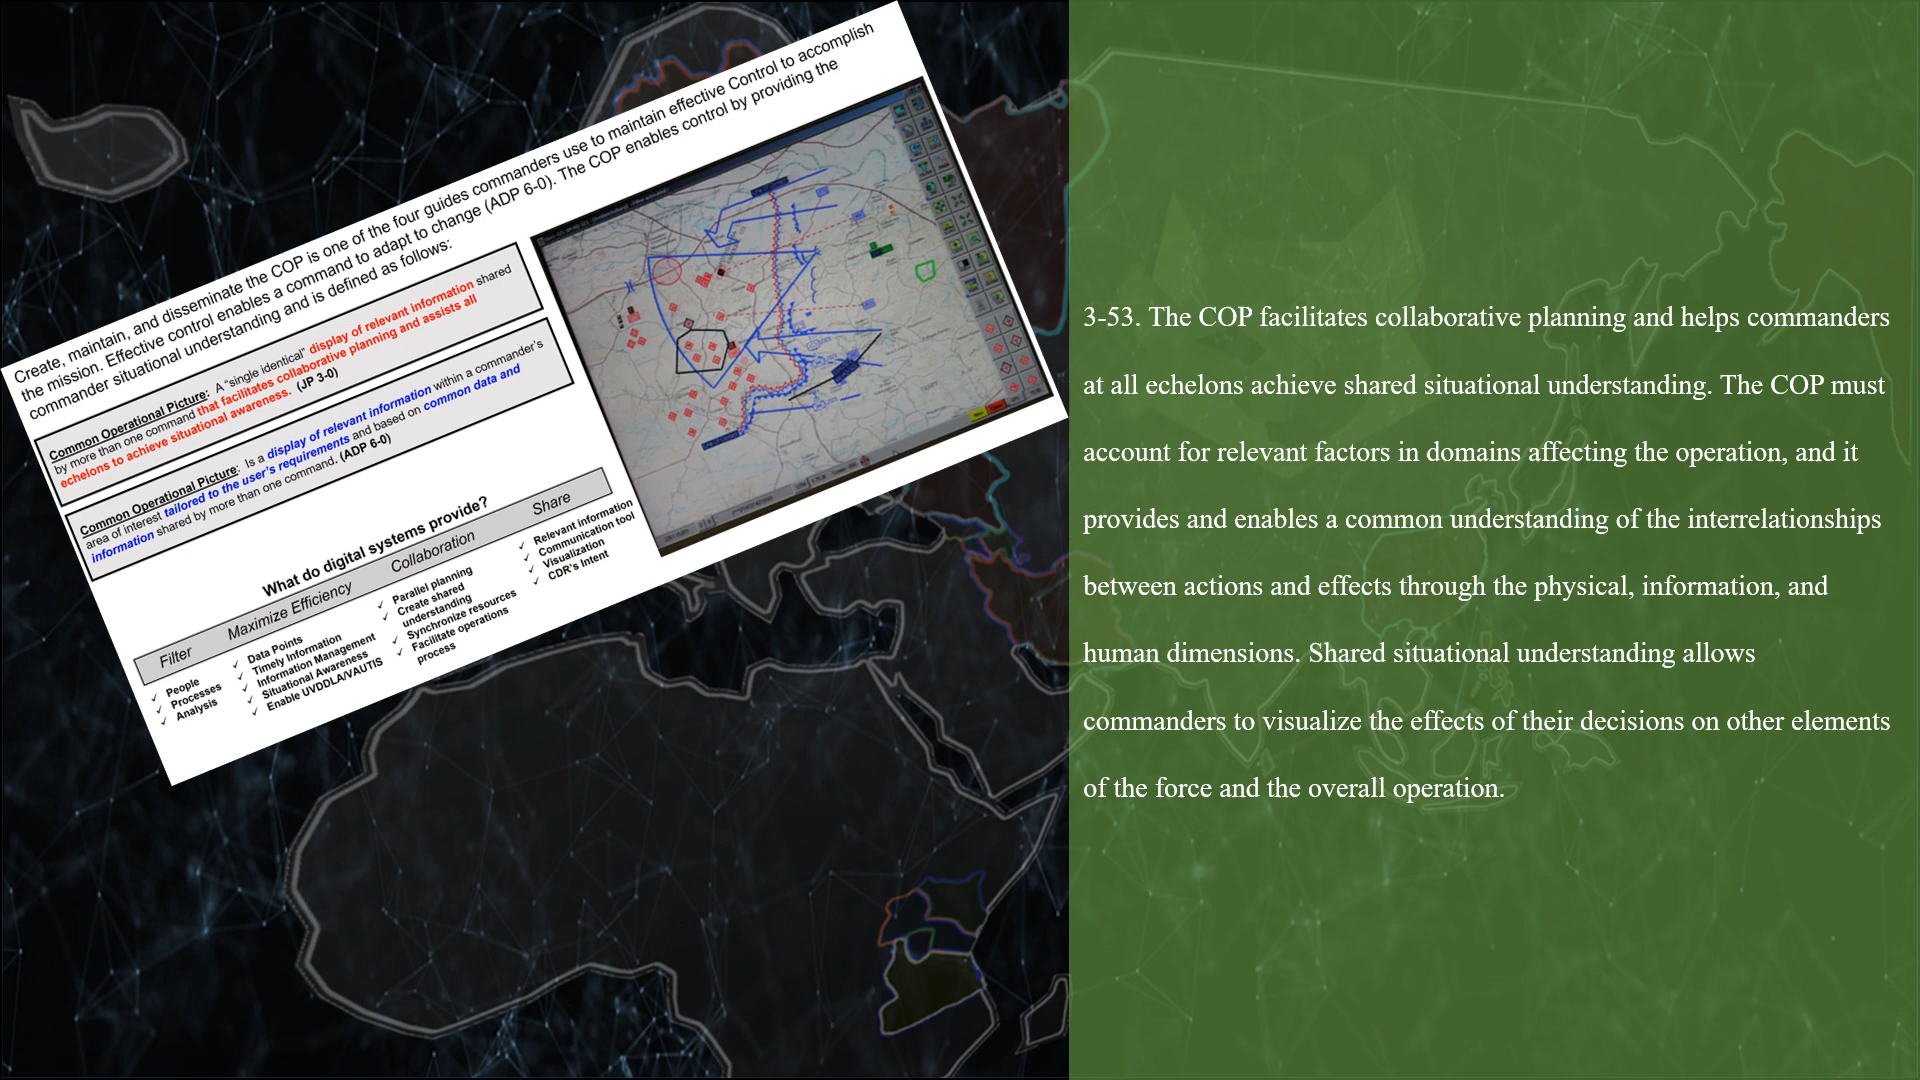 Create, maintain, and disseminate the COP is one of the four guides commanders use to maintain effective Control to accomplish
the mission. Effective control enables a command to adapt to change (ADP 6-0). The COP enables control by providing the
commander situational understanding and is defined as follows:
Common Operational Picture: A "single identical" display of relevant information shared
by more than one command that facilitates collaborative planning and assists all
echelons to achieve situational awareness. (JP 3-0)
Common Operational Picture: Is a display of relevant information within a commander's
area of interest tailored to the user's requirements and based on common data and
information shared by more than one command. (ADP 6-0)
What do digital systems provide?
Filter
Maximize Efficiency
Collaboration
Share
✓ People
✓ Processes
✓ Analysis
✓ Data Points
✓ Timely Information
✓ Information Management
✓ Situational Awareness
✓ Enable UVDDLA/VAUTIS
✓ Parallel planning
✓ Create shared
understanding
✓ Synchronize resources
✓ Facilitate operations
process
✓ Relevant information
✓ Communication tool
✓ Visualization
✓ CDR's Intent
3-53. The COP facilitates collaborative planning and helps commanders
at all echelons achieve shared situational understanding. The COP must
account for relevant factors in domains affecting the operation, and it
provides and enables a common understanding of the interrelationships
between actions and effects through the physical, information, and
human dimensions. Shared situational understanding allows
commanders to visualize the effects of their decisions on other elements
of the force and the overall operation.